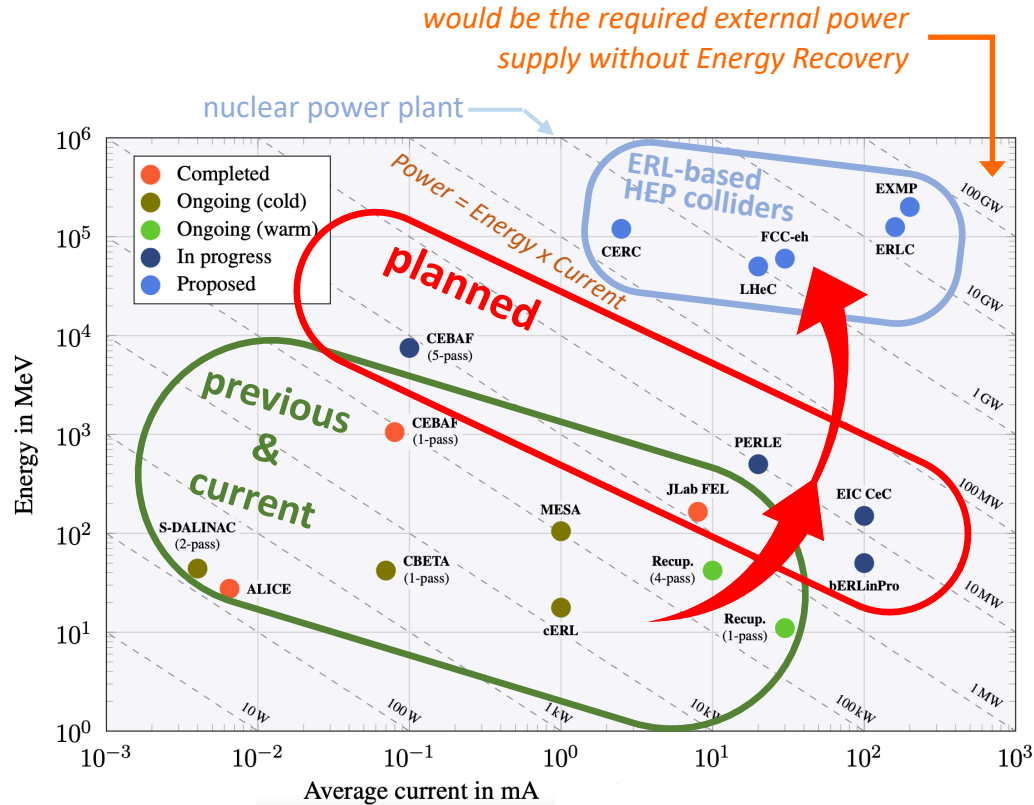 would be the required external power
supply without Energy Recovery
nuclear power plant
10⁶
10⁵
10⁴
10³
10²
10¹
10⁰
Energy in MeV
Completed
Ongoing (cold)
Ongoing (warm)
In progress
Proposed
Power = Energy x Current
ERL-based
HEP colliders
EXMP
CERC
FCC-eh
ERLC
LHeC
100 GW
10 GW
1 GW
100 MW
10 MW
1 MW
planned
CEBAF
(5-pass)
previous
&
current
CEBAF
(1-pass)
PERLE
JLab FEL
EIC CeC
MESA
S-DALINAC
(2-pass)
CBETA
(1-pass)
Recup.
(4-pass)
bERLinPro
ALICE
cERL
Recup.
(1-pass)
10 W
100 W
1 kW
10 kW
100 kW
10⁻³
10⁻²
10⁻¹
10⁰
10¹
10²
10³
Average current in mA